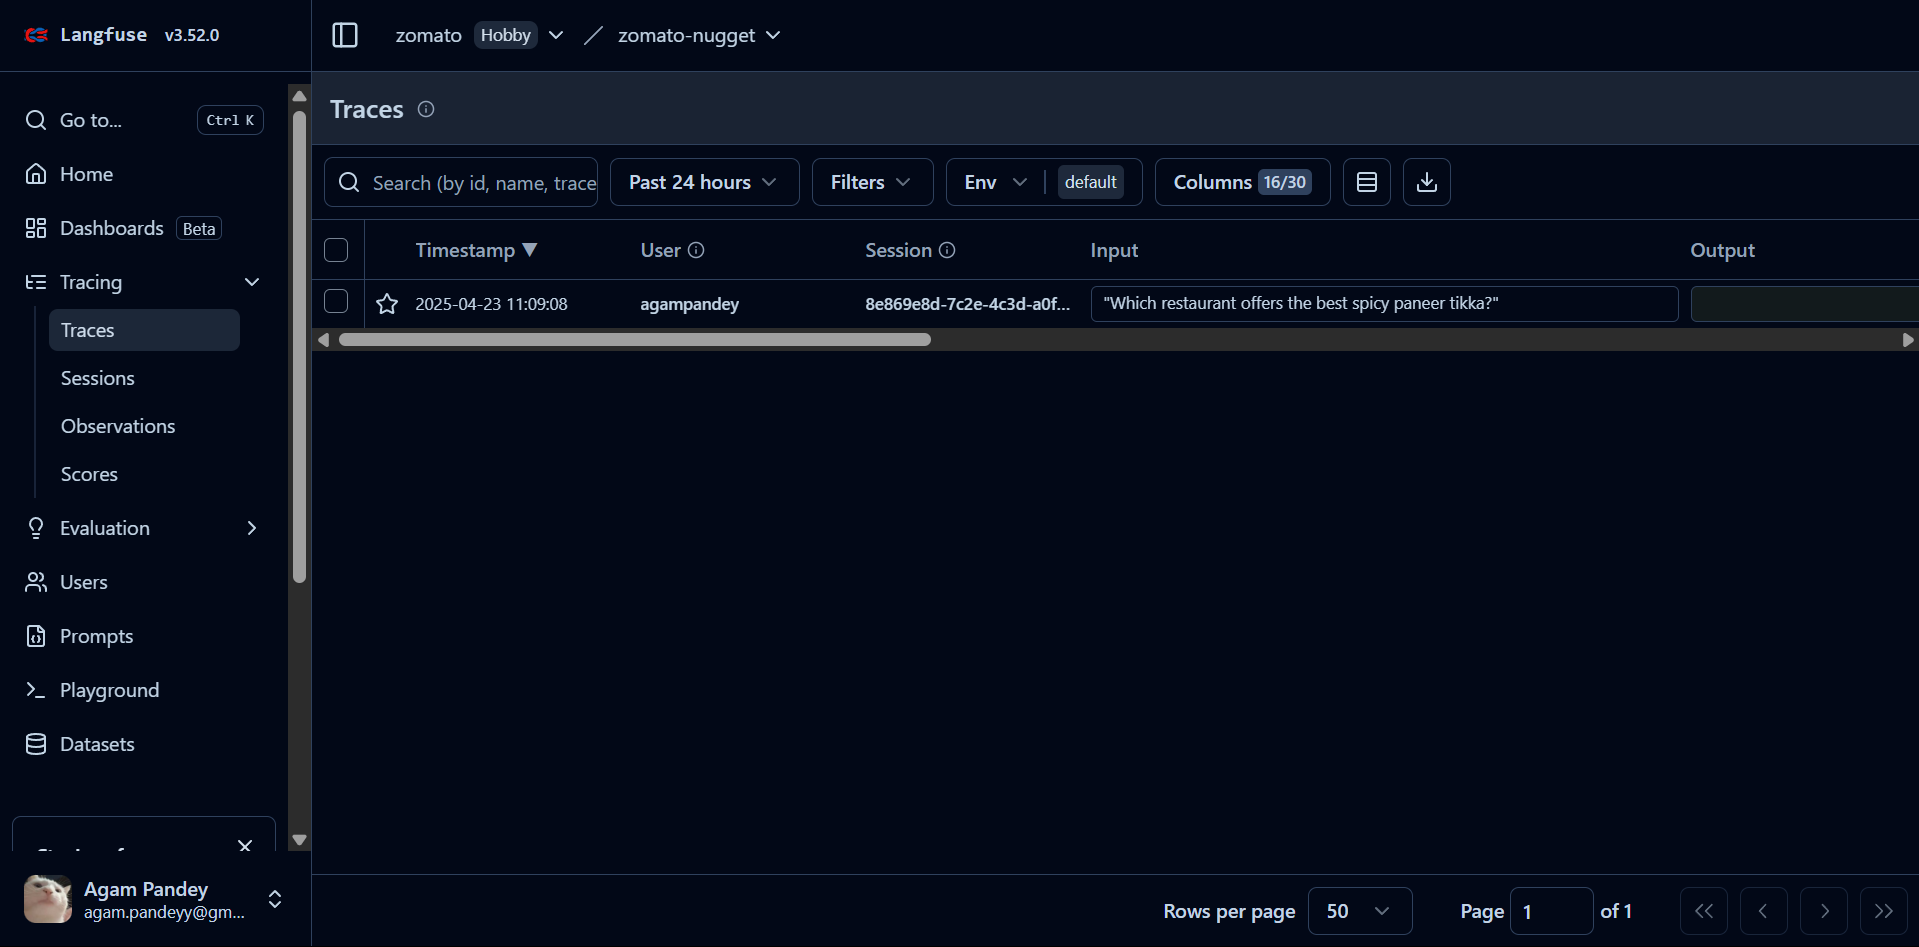 Langfuse v3.52.0
zomato Hobby zomato-nugget
Go to... Ctrl K
Home
Dashboards Beta
Tracing
Traces
Sessions
Observations
Scores
Evaluation
Users
Prompts
Playground
Datasets
Agam Pandey
agam.pandeyy@gm...
Traces
Search (by id, name, trace
Past 24 hours
Filters
Env default
Columns 16/30
Timestamp ▼ User Session Input Output
2025-04-23 11:09:08 agampandey 8e869e8d-7c2e-4c3d-a0f... "Which restaurant offers the best spicy paneer tikka?"
Rows per page 50 Page 1 of 1